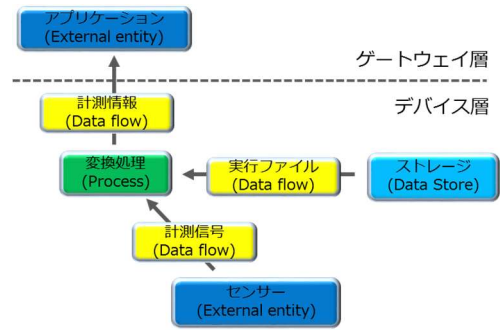 アプリケーション
(External entity)
ゲートウェイ層
計測情報
(Data flow)
デバイス層
変換処理
(Process)
実行ファイル
(Data flow)
ストレージ
(Data Store)
計測信号
(Data flow)
センサー
(External entity)